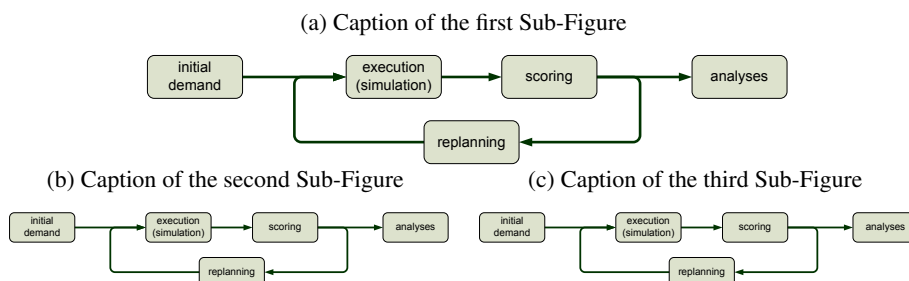 (a) Caption of the first Sub-Figure
initial
demand
execution
(simulation)
scoring
analyses
replanning
(b) Caption of the second Sub-Figure
initial
demand
execution
(simulation)
scoring
analyses
replanning
(c) Caption of the third Sub-Figure
initial
demand
execution
(simulation)
scoring
analyses
replanning